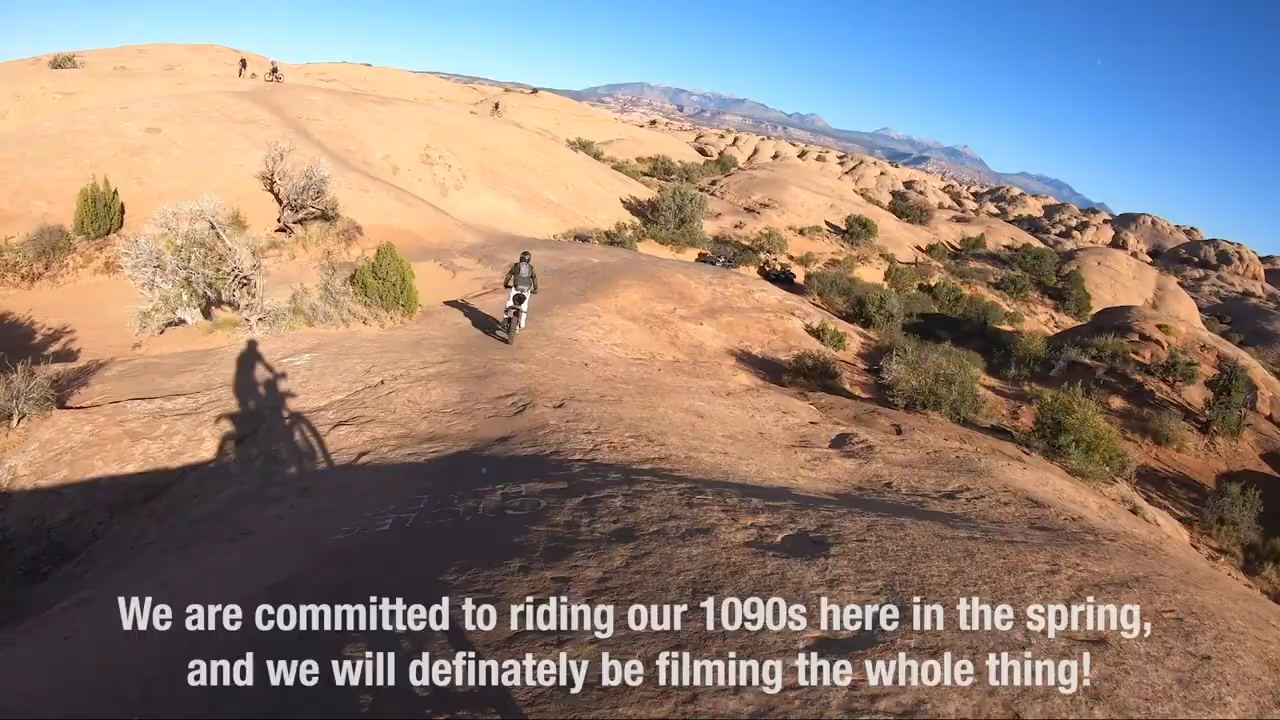 We are committed to riding our 1090s here in the spring,
and we will definately be filming the whole thing!